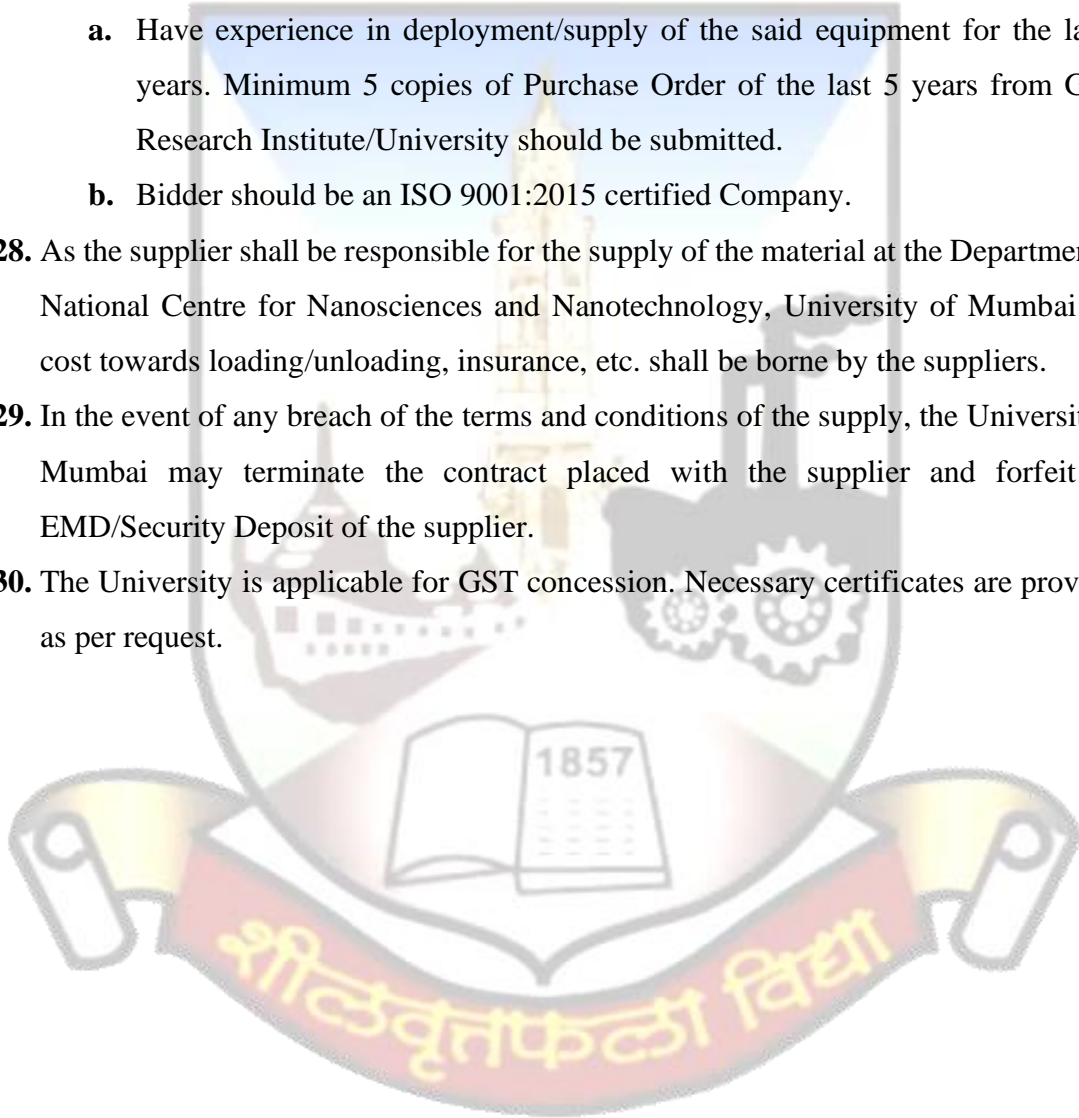 a. Have experience in deployment/supply of the said equipment for the
years. Minimum 5 copies of Purchase Order of the last 5 years from
Research Institute/University should be submitted.
b. Bidder should be an ISO 9001:2015 certified Company.
28. As the supplier shall be responsible for the supply of the material at the
National Centre for Nanosciences and Nanotechnology, University of Mumbai
cost towards loading/unloading, insurance, etc. shall be borne by the suppliers.
29. In the event of any breach of the terms and conditions of the supply, the
Mumbai may terminate the contract placed with the supplier and forfeit
EMD/Security Deposit of the supplier.
30. The University is applicable for GST concession. Necessary certificates are
as per request.
1857
शीलवृतफला विद्या